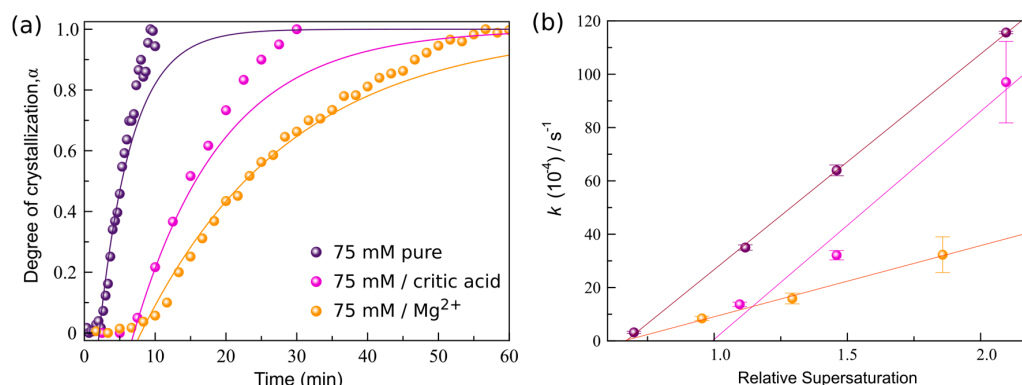 (a)
Degree of crystallization,α
1.0
0.8
0.6
0.4
0.2
0
75 mM pure
75 mM / critic acid
75 mM / Mg²⁺
0 10 20 30 40 50 60
Time (min)
(b)
k (10⁻⁴) / s⁻¹
120
100
80
60
40
20
0
1.0 1.5 2.0
Relative Supersaturation